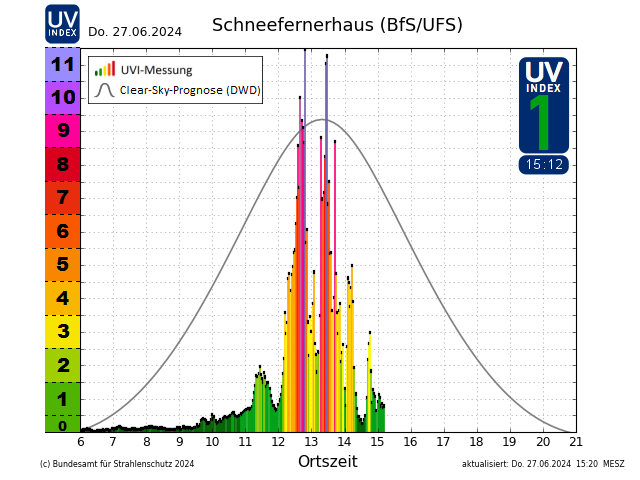 UV
INDEX
Do. 27.06.2024
Schneefernerhaus (BfS/UFS)
UVI-Messung
Clear-Sky-Prognose (DWD)
UV
INDEX
1
15:12
11
10
9
8
7
6
5
4
3
2
1
0
6 7 8 9 10 11 12 13 14 15 16 17 18 19 20 21
Ortszeit
(c) Bundesamt für Strahlenschutz 2024
aktualisiert: Do. 27.06.2024 15:20 MESZ